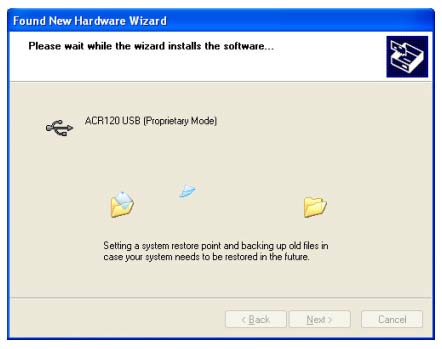 Found New Hardware Wizard
Please wait while the wizard installs the software...
ACR120 USB (Proprietary Mode)
Setting a system restore point and backing up old files in
case your system needs to be restored in the future.
< Back Next > Cancel